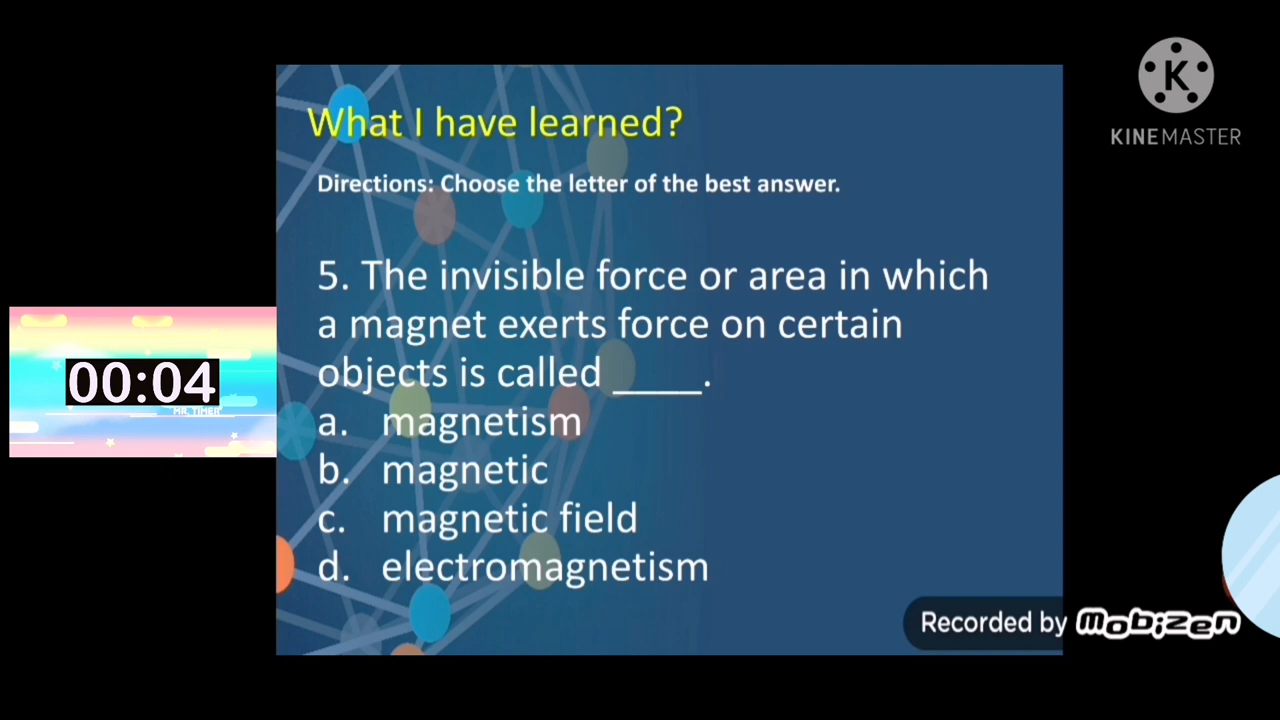 What I have learned?
Directions: Choose the letter of the best answer.
5. The invisible force or area in which
a magnet exerts force on certain
objects is called ____.
a. magnetism
b. magnetic
c. magnetic field
d. electromagnetism
00:04
MR. TIMER
KINEMASTER
Recorded by Mobizen